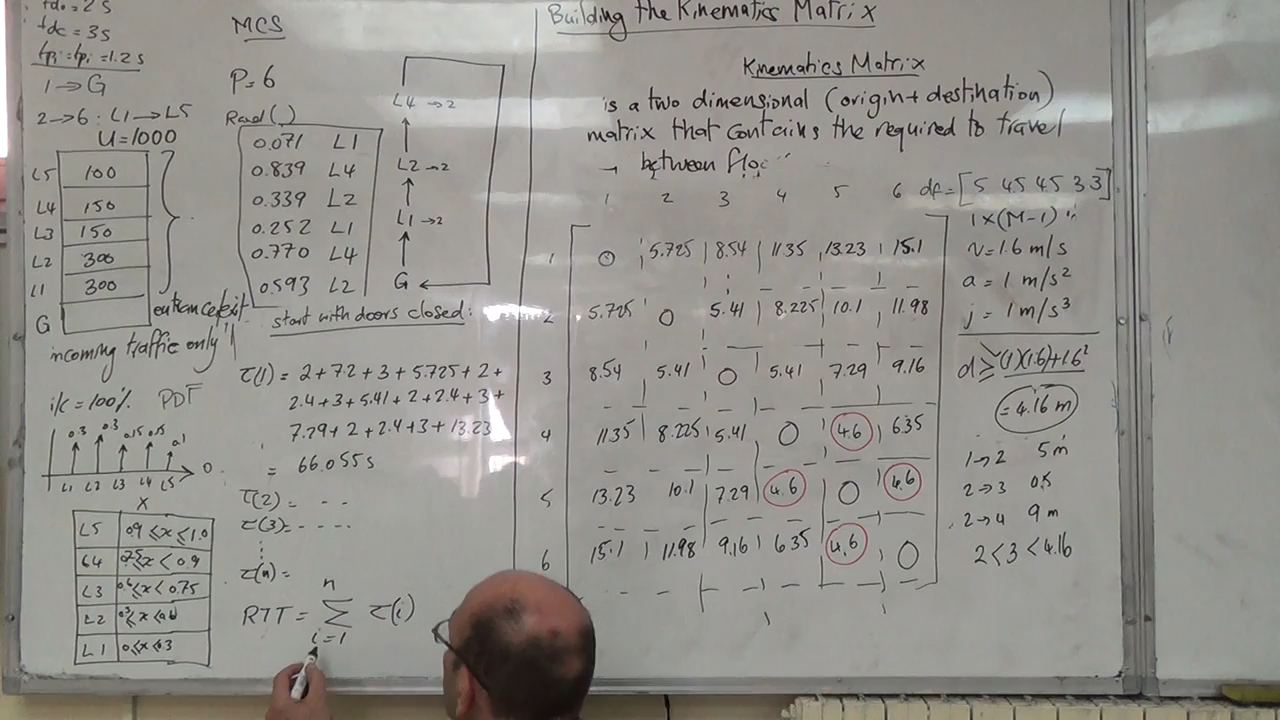 tdo = 2 s
tdc = 3s
tpi = tpi = 1.2 s
1 → G
2 → 6 : L1 → L5
U = 1000
L5 100
L4 150
L3 150
L2 300
L1 300
G
entrance/exit
incoming traffic only
i/c = 100% PDF
0.3 0.3 0.15 0.15 0.1
L1 L2 L3 L4 L5
X
L5 0.9 ≤ x ≤ 1.0
L4 0.75 ≤ x < 0.9
L3 0.6 ≤ x < 0.75
L2 0.3 ≤ x < 0.6
L1 0 ≤ x ≤ 0.3
MCS
P = 6
Rand( )
0.071 L1
0.839 L4
0.339 L2
0.252 L1
0.770 L4
0.593 L2
L4 → 2
L2 → 2
L1 → 2
G
start with doors closed:
τ(1) = 2 + 7.2 + 3 + 5.725 + 2 +
2.4 + 3 + 5.41 + 2 + 2.4 + 3 +
7.29 + 2 + 2.4 + 3 + 13.23
= 66.055 s
τ(2) = - -
τ(3) = - - - -
τ(n) =
n
RTT = Σ τ(i)
i = 1
Building the Kinematics Matrix
Kinematics Matrix
is a two dimensional (origin + destination)
matrix that contains the required to travel
→ between
1 2 3 4 5 6
1 0 5.725 8.54 11.35 13.23 15.1
2 5.725 0 5.41 8.225 10.1 11.98
3 8.54 5.41 0 5.41 7.29 9.16
4 11.35 8.225 5.41 0 4.6 6.35
5 13.23 10.1 7.29 4.6 0 4.6
6 15.1 11.98 9.16 6.35 4.6 0
df = [5 4.5 4.5 3 3]
1 × (M-1)
v = 1.6 m/s
a = 1 m/s²
j = 1 m/s³
d ≥ (1)(1.6) + 1.6²
= 4.16 m
1 → 2 5 m
2 → 3
2 → 4 9 m
2 < 3 < 4.16